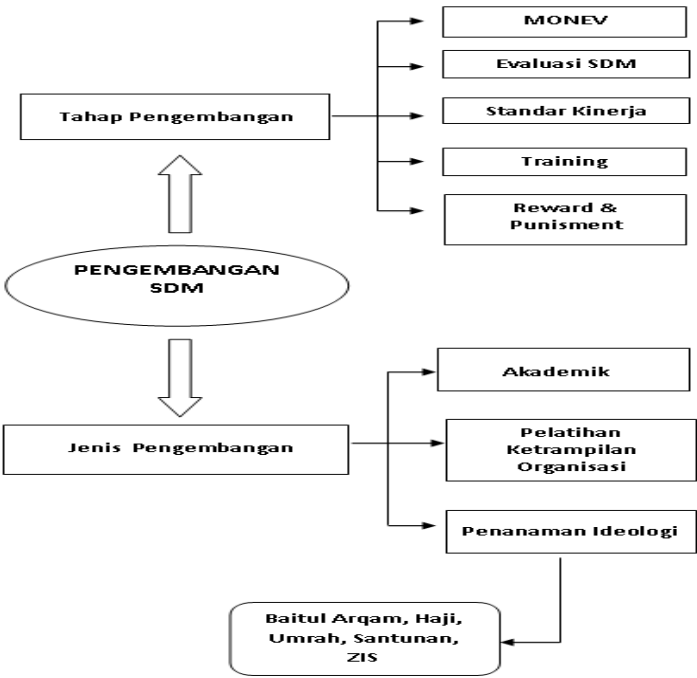 MONEV
Evaluasi SDM
Tahap Pengembangan
Standar Kinerja
Training
Reward &
Punisment
PENGEMBANGAN
SDM
Akademik
Jenis Pengembangan
Pelatihan
Ketrampilan
Organisasi
Penanaman Ideologi
Baitul Arqam, Haji,
Umrah, Santunan,
ZIS